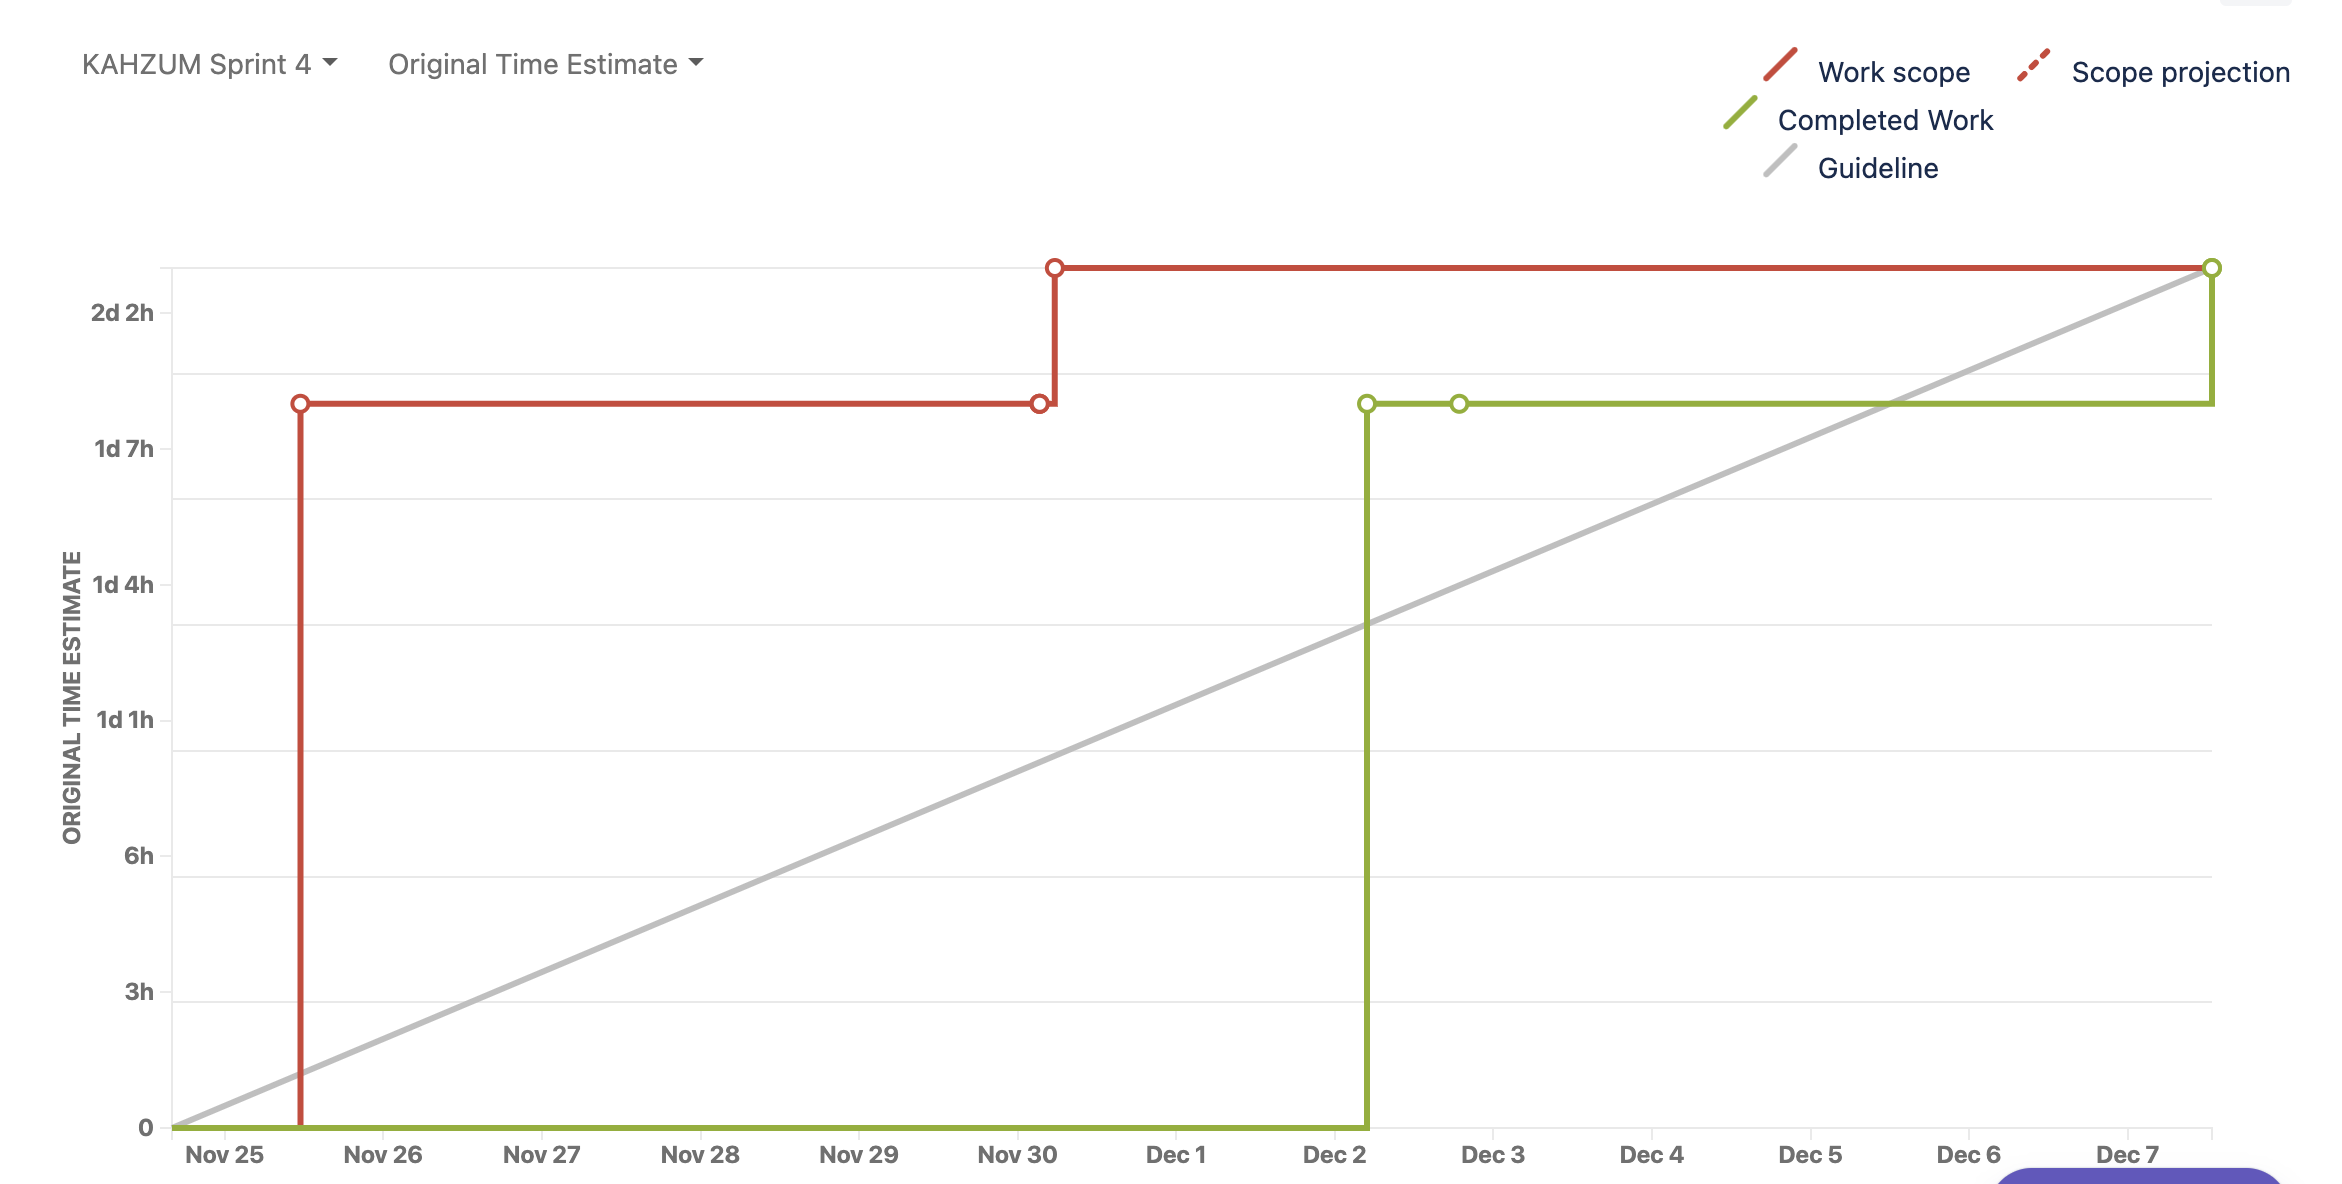 KAHZUM Sprint 4
Original Time Estimate
Work scope
Scope projection
Completed Work
Guideline
ORIGINAL TIME ESTIMATE
2d 2h
1d 7h
1d 4h
1d 1h
6h
3h
0
Nov 25
Nov 26
Nov 27
Nov 28
Nov 29
Nov 30
Dec 1
Dec 2
Dec 3
Dec 4
Dec 5
Dec 6
Dec 7